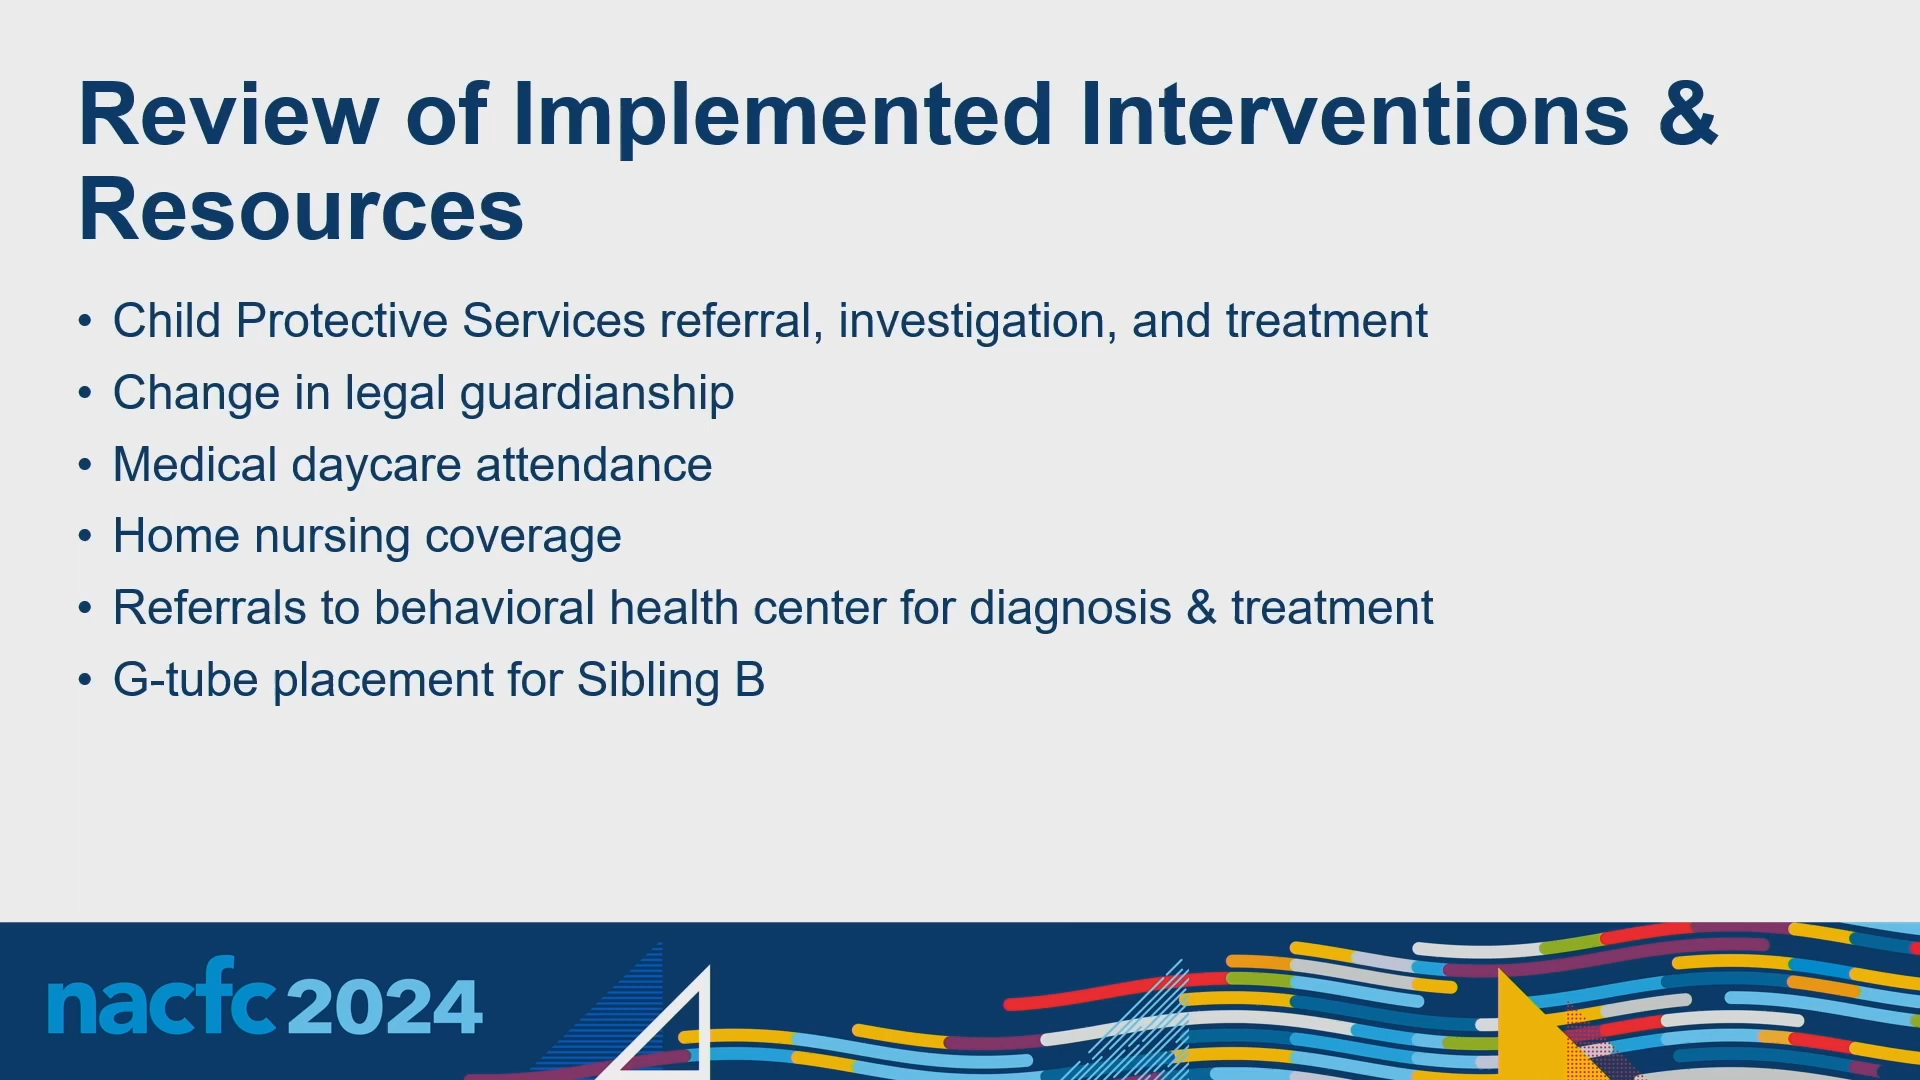 Review of Implemented Interventions &
Resources
• Child Protective Services referral, investigation, and treatment
• Change in legal guardianship
• Medical daycare attendance
• Home nursing coverage
• Referrals to behavioral health center for diagnosis & treatment
• G-tube placement for Sibling B
nacfc 2024